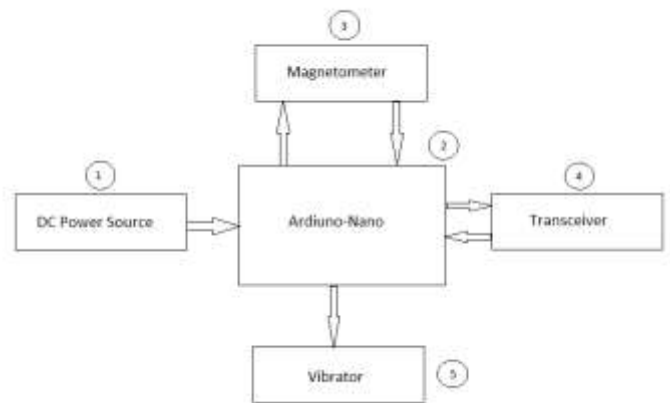 3
Magnetometer
2
1
4
DC Power Source
Ardiuno-Nano
Transceiver
Vibrator
5